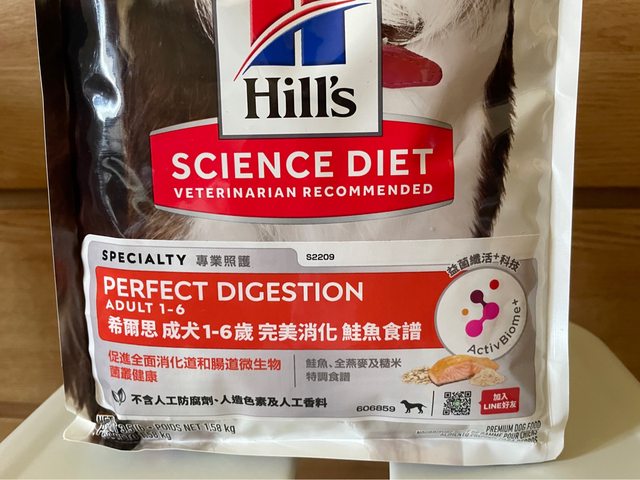 Hill's
SCIENCE DIET
VETERINARIAN RECOMMENDED
SPECIALTY 專業照護
S2209
PERFECT DIGESTION
ADULT 1-6
希爾思 成犬1-6歲 完美消化 鮭魚食譜
益菌纖活+科技
ActivBiome+
促進全面消化道和腸道微生物
菌叢健康
鮭魚、全燕麥及糙米
特調食譜
不含人工防腐劑·人造色素及人工香料
606859
加入
LINE好友
POIDS NET 1,58 kg
1.58 kg
PREMIUM DOG FOOD